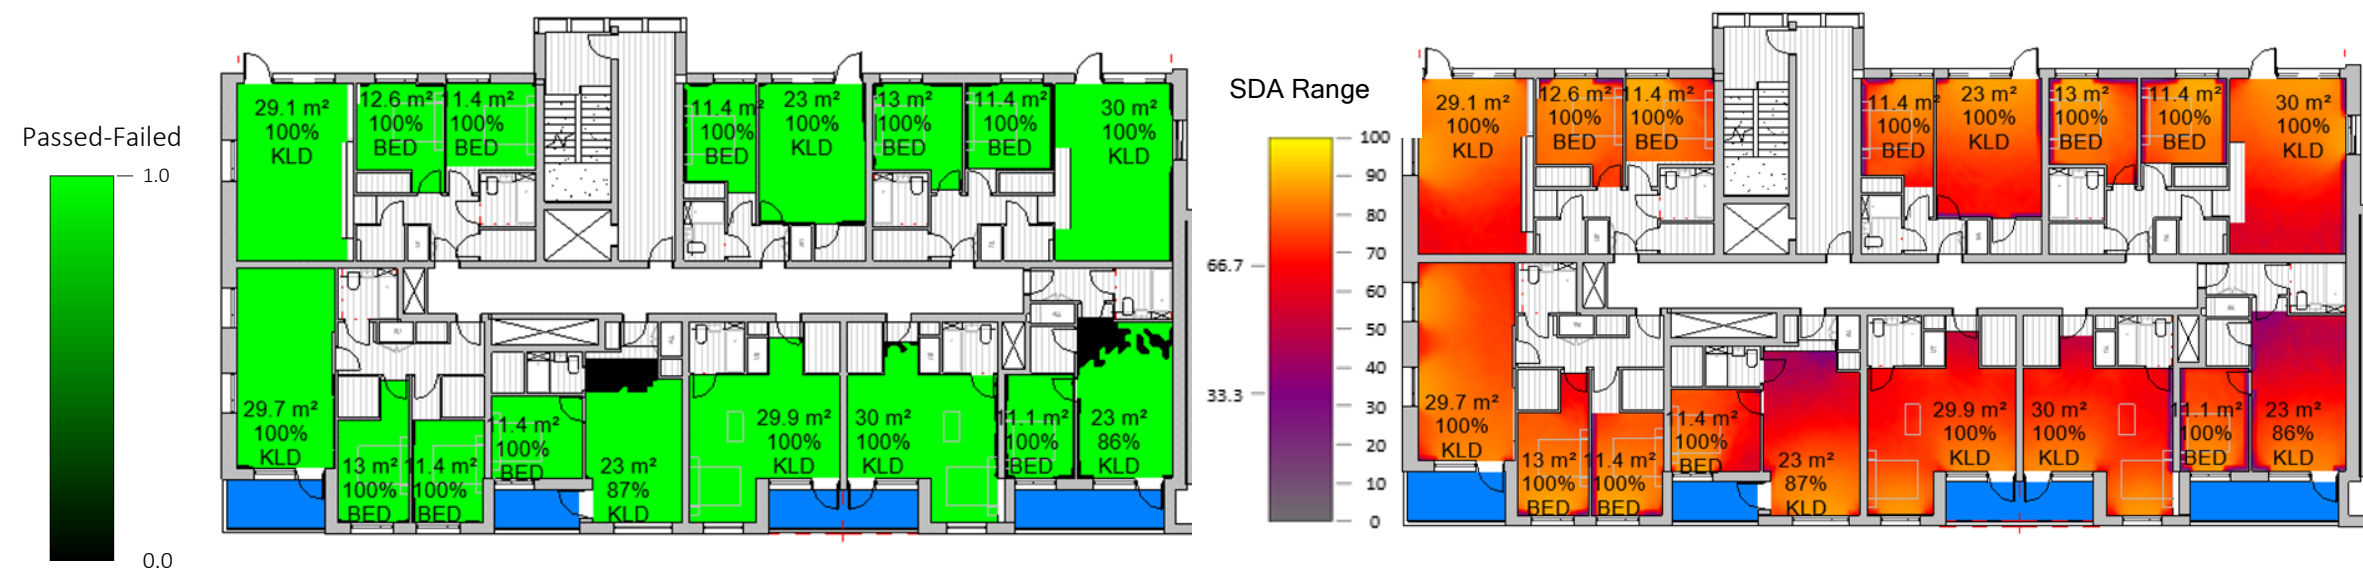 Passed-Failed
1.0
0.0
29.1 m²
100%
KLD
12.6 m²
100%
BED
11.4 m²
100%
BED
11.4 m²
100%
BED
23 m²
100%
KLD
13 m²
100%
BED
11.4 m²
100%
BED
30 m²
100%
KLD
29.7 m²
100%
KLD
13 m²
100%
BED
11.4 m²
100%
BED
11.4 m²
100%
BED
23 m²
87%
KLD
29.9 m²
100%
KLD
30 m²
100%
KLD
11.1 m²
100%
BED
23 m²
86%
KLD
SDA Range
100
90
80
70
66.7
60
50
40
33.3
30
20
10
0
29.1 m²
100%
KLD
12.6 m²
100%
BED
11.4 m²
100%
BED
11.4 m²
100%
BED
23 m²
100%
KLD
13 m²
100%
BED
11.4 m²
100%
BED
30 m²
100%
KLD
29.7 m²
100%
KLD
13 m²
100%
BED
11.4 m²
100%
BED
11.4 m²
100%
BED
23 m²
87%
KLD
29.9 m²
100%
KLD
30 m²
100%
KLD
11.1 m²
100%
BED
23 m²
86%
KLD